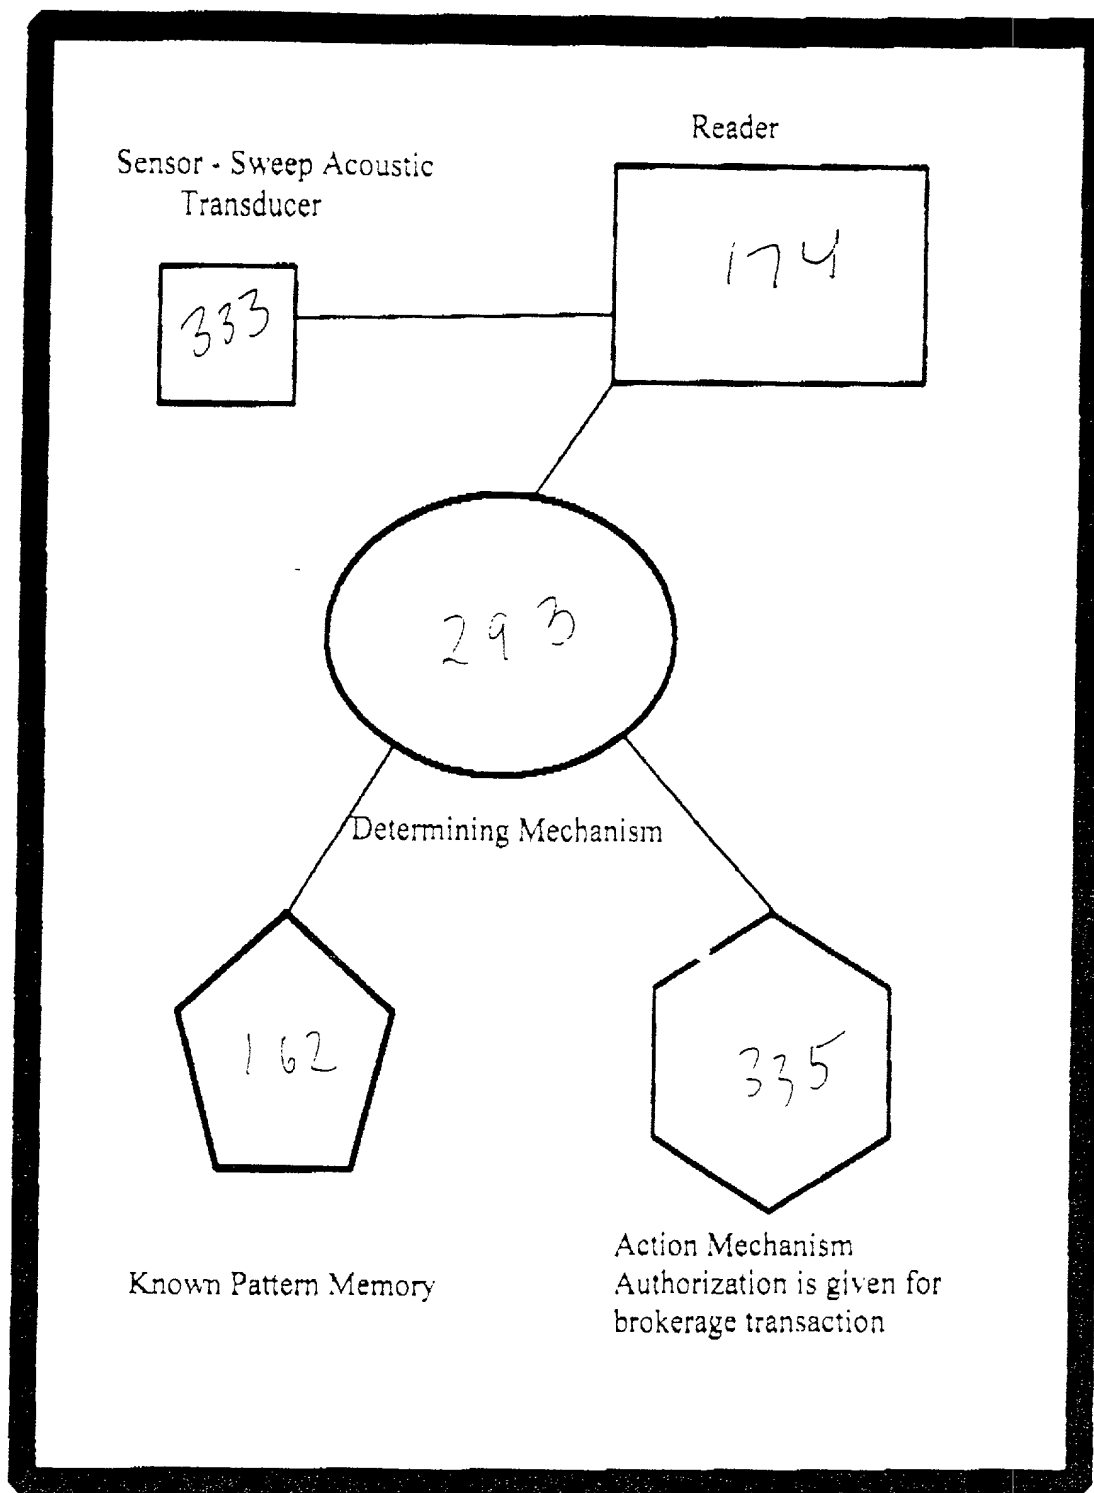 Reader
Sensor - Sweep Acoustic
Transducer
174
333
293
Determining Mechanism
162
335
Known Pattern Memory
Action Mechanism
Authorization is given for
brokerage transaction